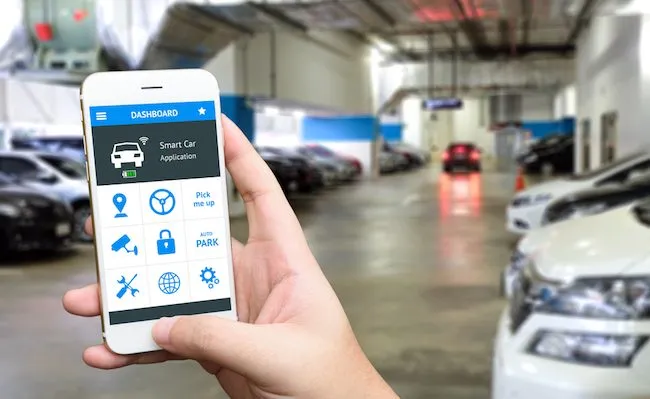 DASHBOARD
Smart Car
Application
Pick
me up
AUTO
PARK